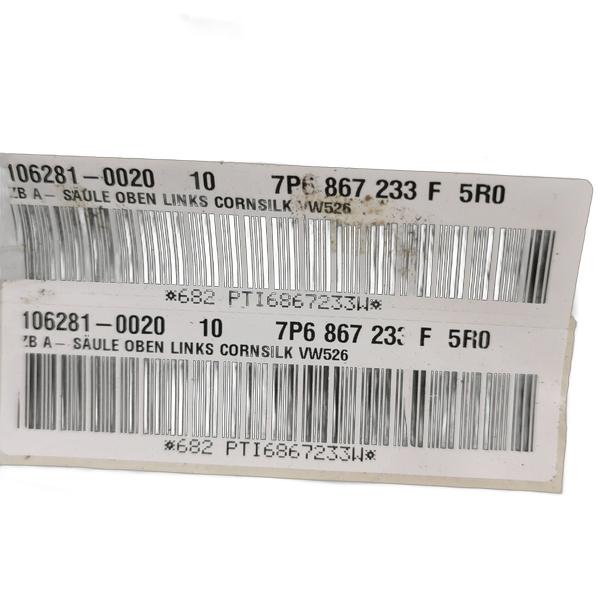 106281-0020 10 7P6 867 233 F 5R0
ZB A- SÄULE OBEN LINKS CORNSILK VW526
*682 PTI6867233W*
106281-0020 10 7P6 867 233 F 5R0
ZB A- SÄULE OBEN LINKS CORNSILK VW526
*682 PTI6867233W*